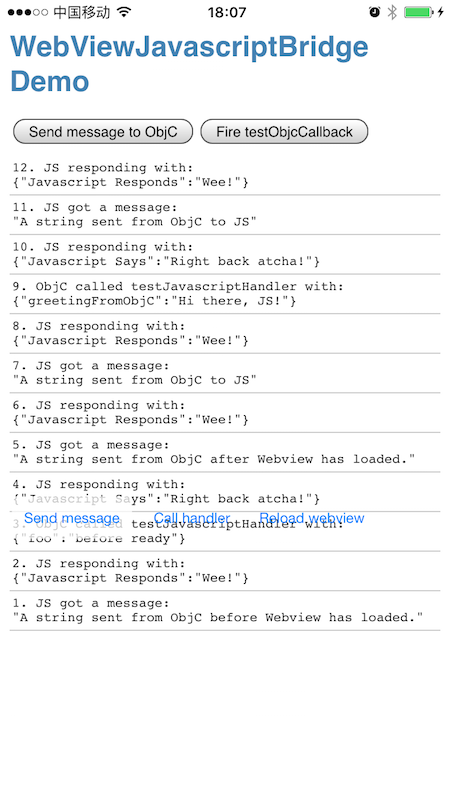 中国移动 18:07
WebViewJavascriptBridge
Demo
Send message to ObjC Fire testObjcCallback
12. JS responding with:
{"Javascript Responds":"Wee!"}
11. JS got a message:
"A string sent from ObjC to JS"
10. JS responding with:
{"Javascript Says":"Right back atcha!"}
9. ObjC called testJavascriptHandler with:
{"greetingFromObjC":"Hi there, JS!"}
8. JS responding with:
{"Javascript Responds":"Wee!"}
7. JS got a message:
"A string sent from ObjC to JS"
6. JS responding with:
{"Javascript Responds":"Wee!"}
5. JS got a message:
"A string sent from ObjC after Webview has loaded."
4. JS responding with:
{"Javascript Says":"Right back atcha!"}
Send message Call handler Reload webview
3. ObjC called testJavascriptHandler with:
{"foo":"before ready"}
2. JS responding with:
{"Javascript Responds":"Wee!"}
1. JS got a message:
"A string sent from ObjC before Webview has loaded."